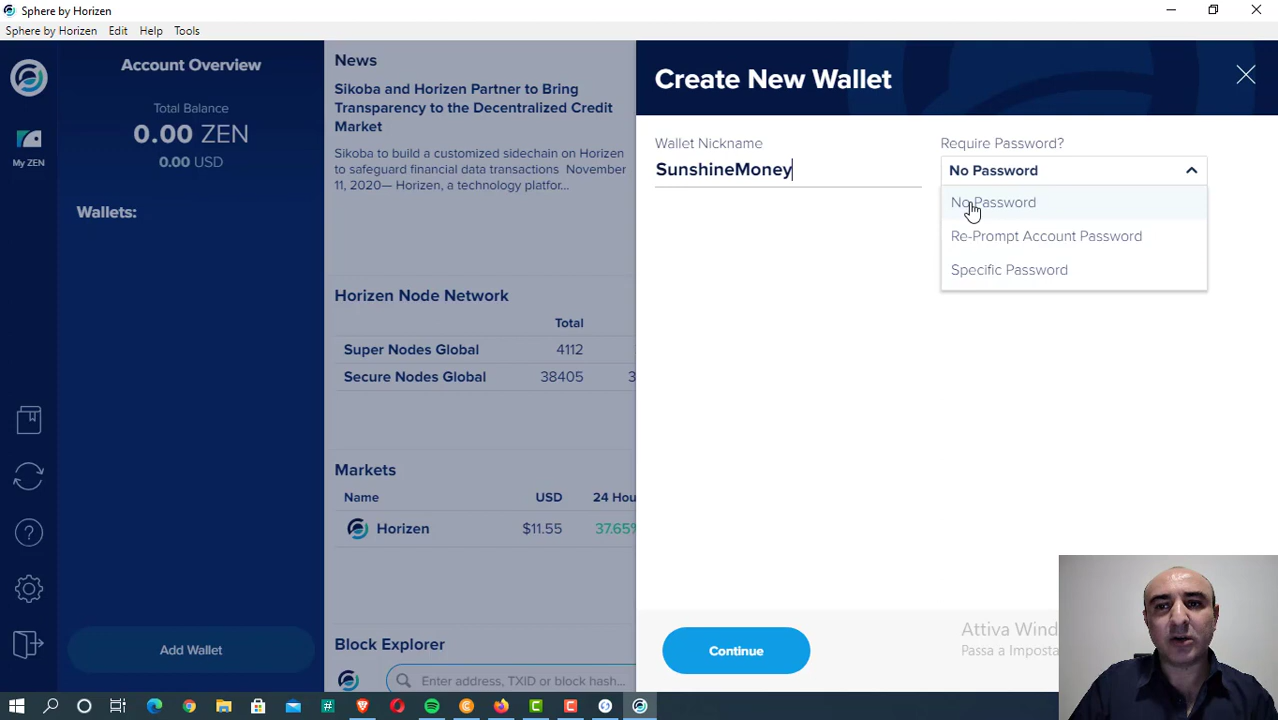 Sphere by Horizen
Sphere by Horizen Edit Help Tools
Account Overview
Total Balance
0.00 ZEN
0.00 USD
My ZEN
Wallets:
Add Wallet
News
Sikoba and Horizen Partner to Bring
Transparency to the Decentralized Credit
Market
Sikoba to build a customized sidechain on Horizen
to safeguard financial data transactions November
11, 2020— Horizen, a technology platfor...
Horizen Node Network
Total
Super Nodes Global 4112
Secure Nodes Global 38405 3
Markets
Name USD 24 Hou
Horizen $11.55 37.65%
Block Explorer
Enter address, TXID or block hash...
Create New Wallet
Wallet Nickname
SunshineMoney
Require Password?
No Password
No Password
Re-Prompt Account Password
Specific Password
Continue
Attiva Wind
Passa a Imposta